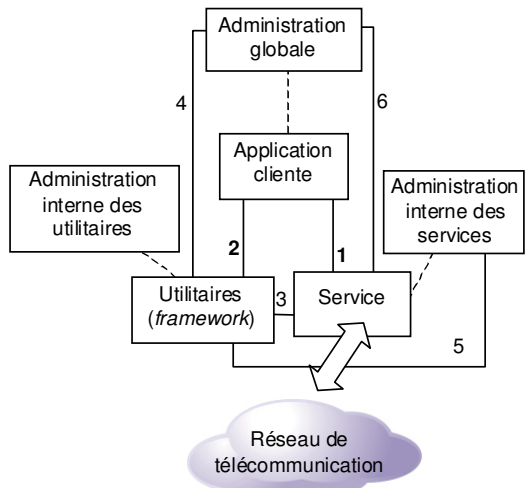 Administration
globale
4
6
Application
cliente
Administration
interne des
utilitaires
Administration
interne des
services
2
1
Utilitaires
(framework)
3
Service
5
Réseau de
télécommunication